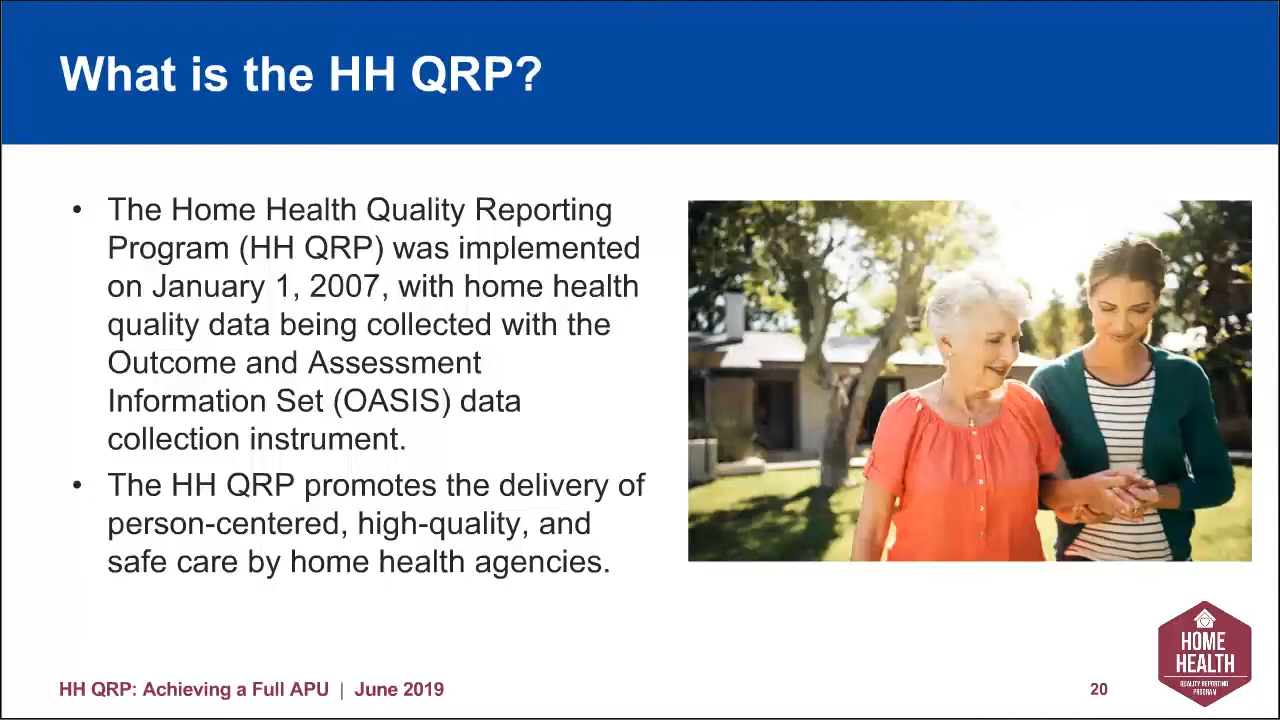 What is the HH QRP?
• The Home Health Quality Reporting
Program (HH QRP) was implemented
on January 1, 2007, with home health
quality data being collected with the
Outcome and Assessment
Information Set (OASIS) data
collection instrument.
• The HH QRP promotes the delivery of
person-centered, high-quality, and
safe care by home health agencies.
HH QRP: Achieving a Full APU | June 2019
20
HOME
HEALTH
QUALITY REPORTING
PROGRAM